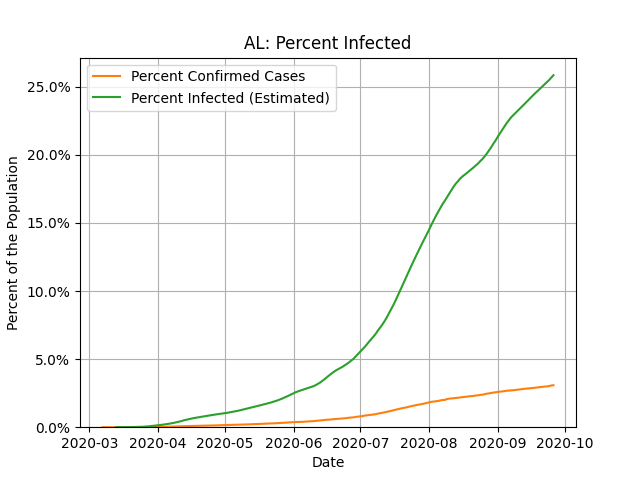 AL: Percent Infected
Percent Confirmed Cases
Percent Infected (Estimated)
Percent of the Population
25.0%
20.0%
15.0%
10.0%
5.0%
0.0%
2020-03 2020-04 2020-05 2020-06 2020-07 2020-08 2020-09 2020-10
Date